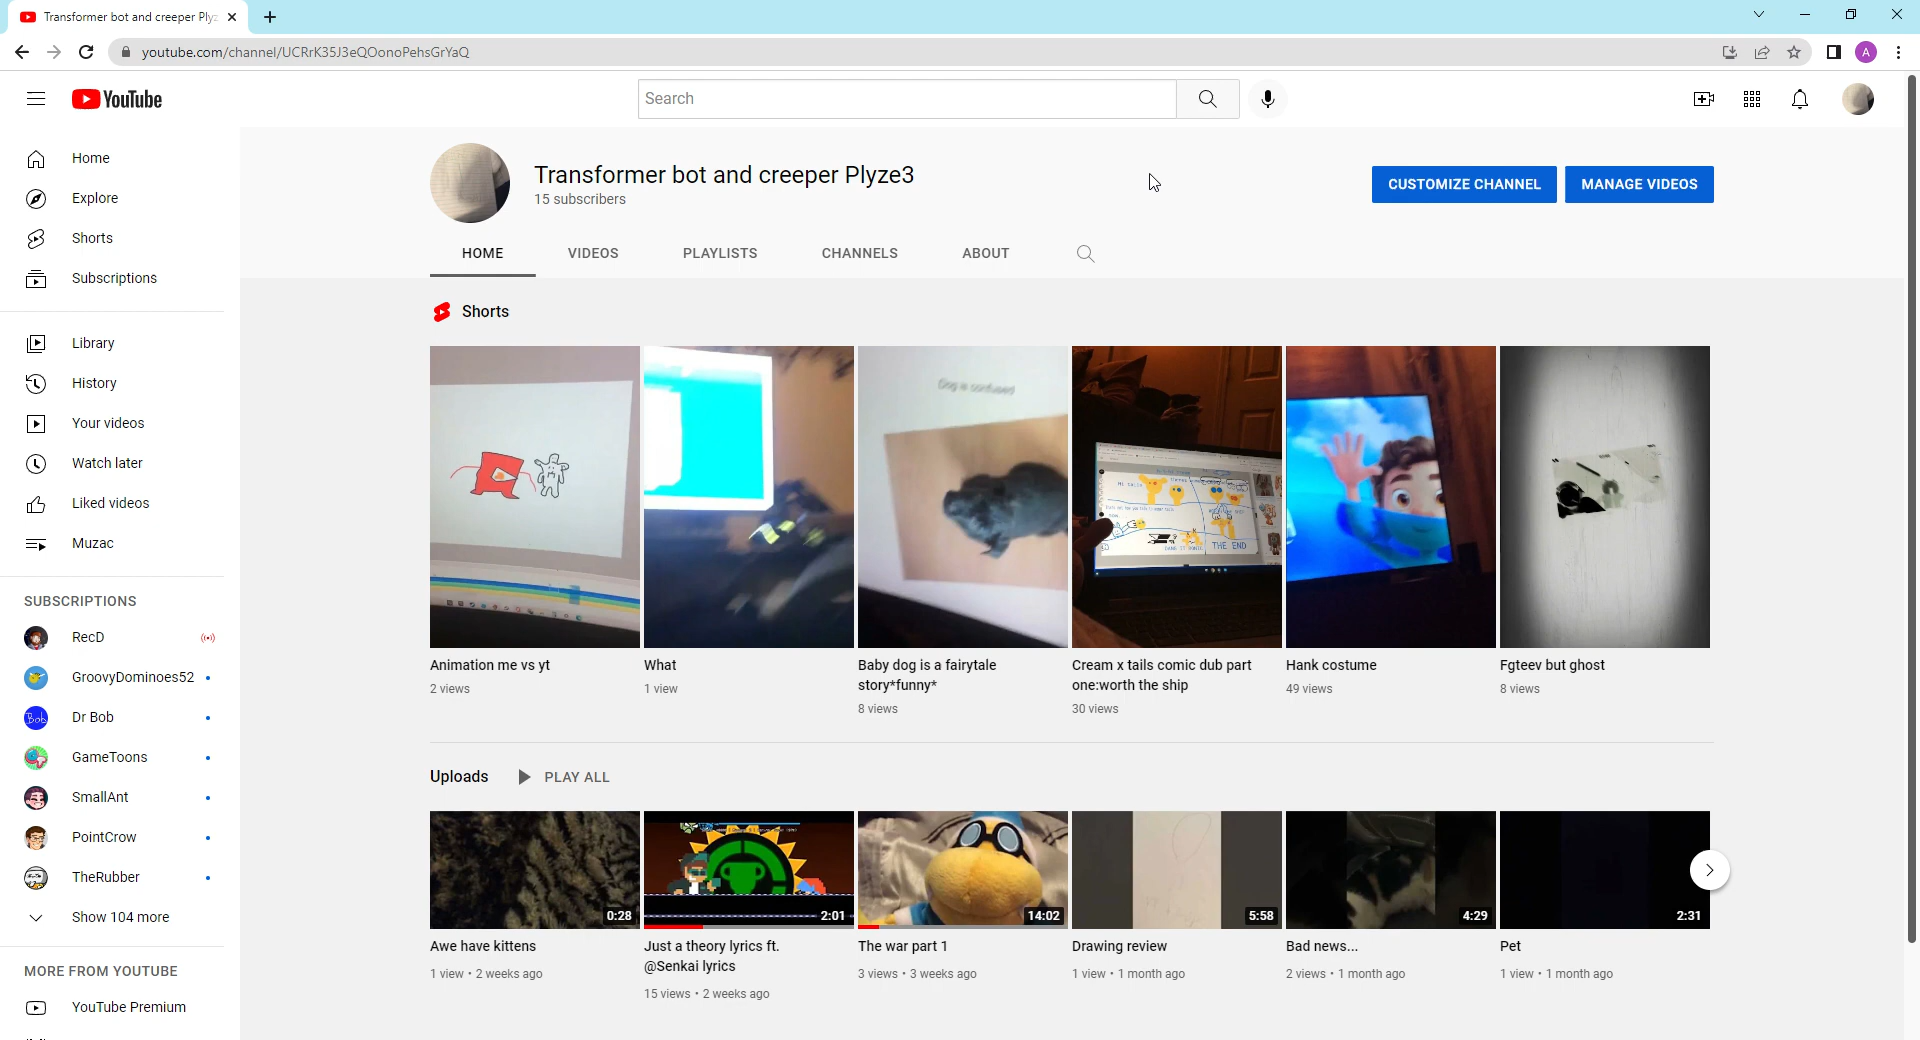 Transformer bot and creeper Plyz
youtube.com/channel/UCRrK35J3eQOonoPehsGrYaQ
A
YouTube
Search
Home
Explore
Shorts
Subscriptions
Library
History
Your videos
Watch later
Liked videos
Muzac
SUBSCRIPTIONS
RecD
GroovyDominoes52
Bob
Dr Bob
GameToons
SmallAnt
PointCrow
TheRubber
Show 104 more
MORE FROM YOUTUBE
YouTube Premium
Transformer bot and creeper Plyze3
15 subscribers
CUSTOMIZE CHANNEL
MANAGE VIDEOS
HOME
VIDEOS
PLAYLISTS
CHANNELS
ABOUT
Shorts
Dog is confused
THE END
Animation me vs yt
2 views
What
1 view
Baby dog is a fairytale
story*funny*
8 views
Cream x tails comic dub part
one:worth the ship
30 views
Hank costume
49 views
Fgteev but ghost
8 views
Uploads
PLAY ALL
0:28
2:01
14:02
5:58
4:29
2:31
Awe have kittens
1 view • 2 weeks ago
Just a theory lyrics ft.
@Senkai lyrics
15 views • 2 weeks ago
The war part 1
3 views • 3 weeks ago
Drawing review
1 view • 1 month ago
Bad news...
2 views • 1 month ago
Pet
1 view • 1 month ago